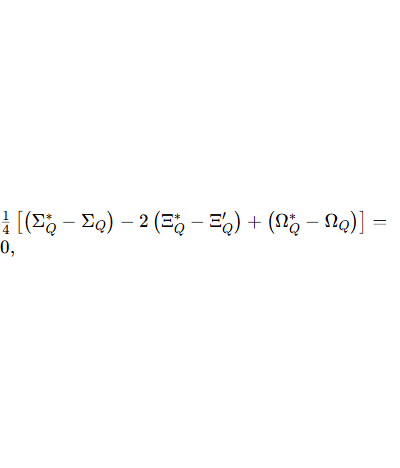 ¼ [(Σ*_Q − Σ_Q) − 2 (Ξ*_Q − Ξ′_Q) + (Ω*_Q − Ω_Q)] =
0,